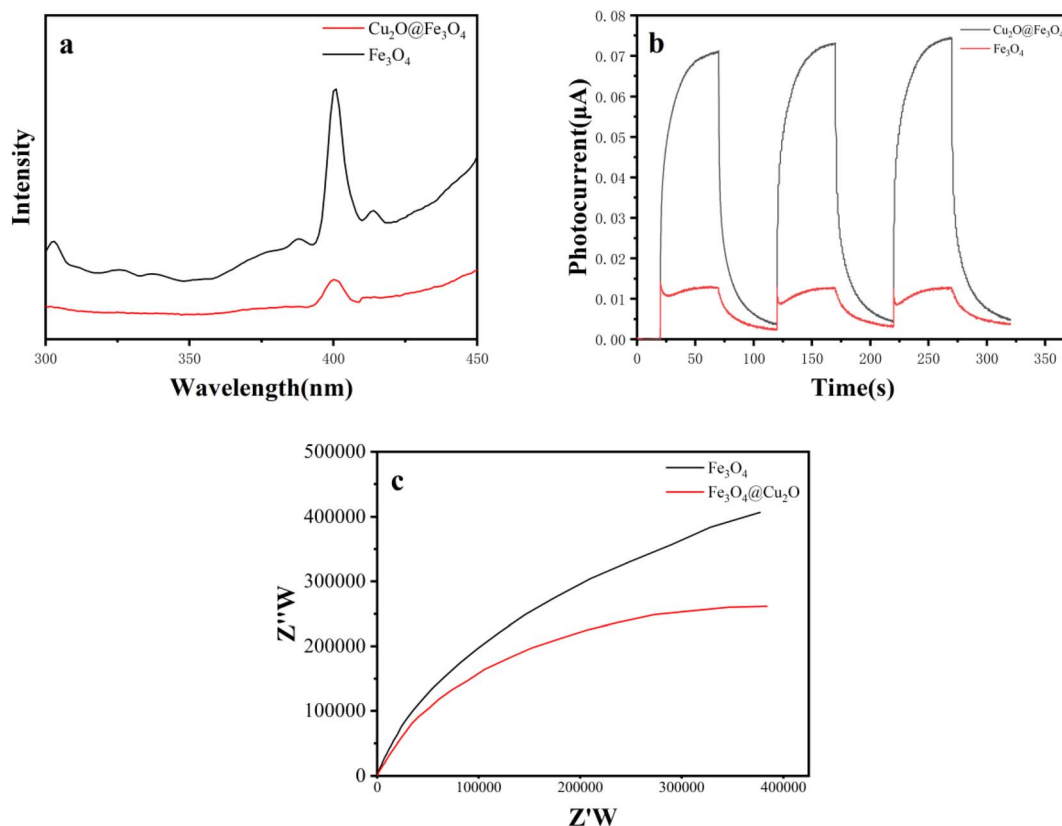 a
Cu₂O@Fe₃O₄
Fe₃O₄
Intensity
300
350
400
450
Wavelength(nm)
b
Cu₂O@Fe₃O₄
Fe₃O₄
Photocurrent(μA)
0.08
0.07
0.06
0.05
0.04
0.03
0.02
0.01
0.00
0 50 100 150 200 250 300 350
Time(s)
c
Fe₃O₄
Fe₃O₄@Cu₂O
Z''W
500000
400000
300000
200000
100000
0
0 100000 200000 300000 400000
Z'W